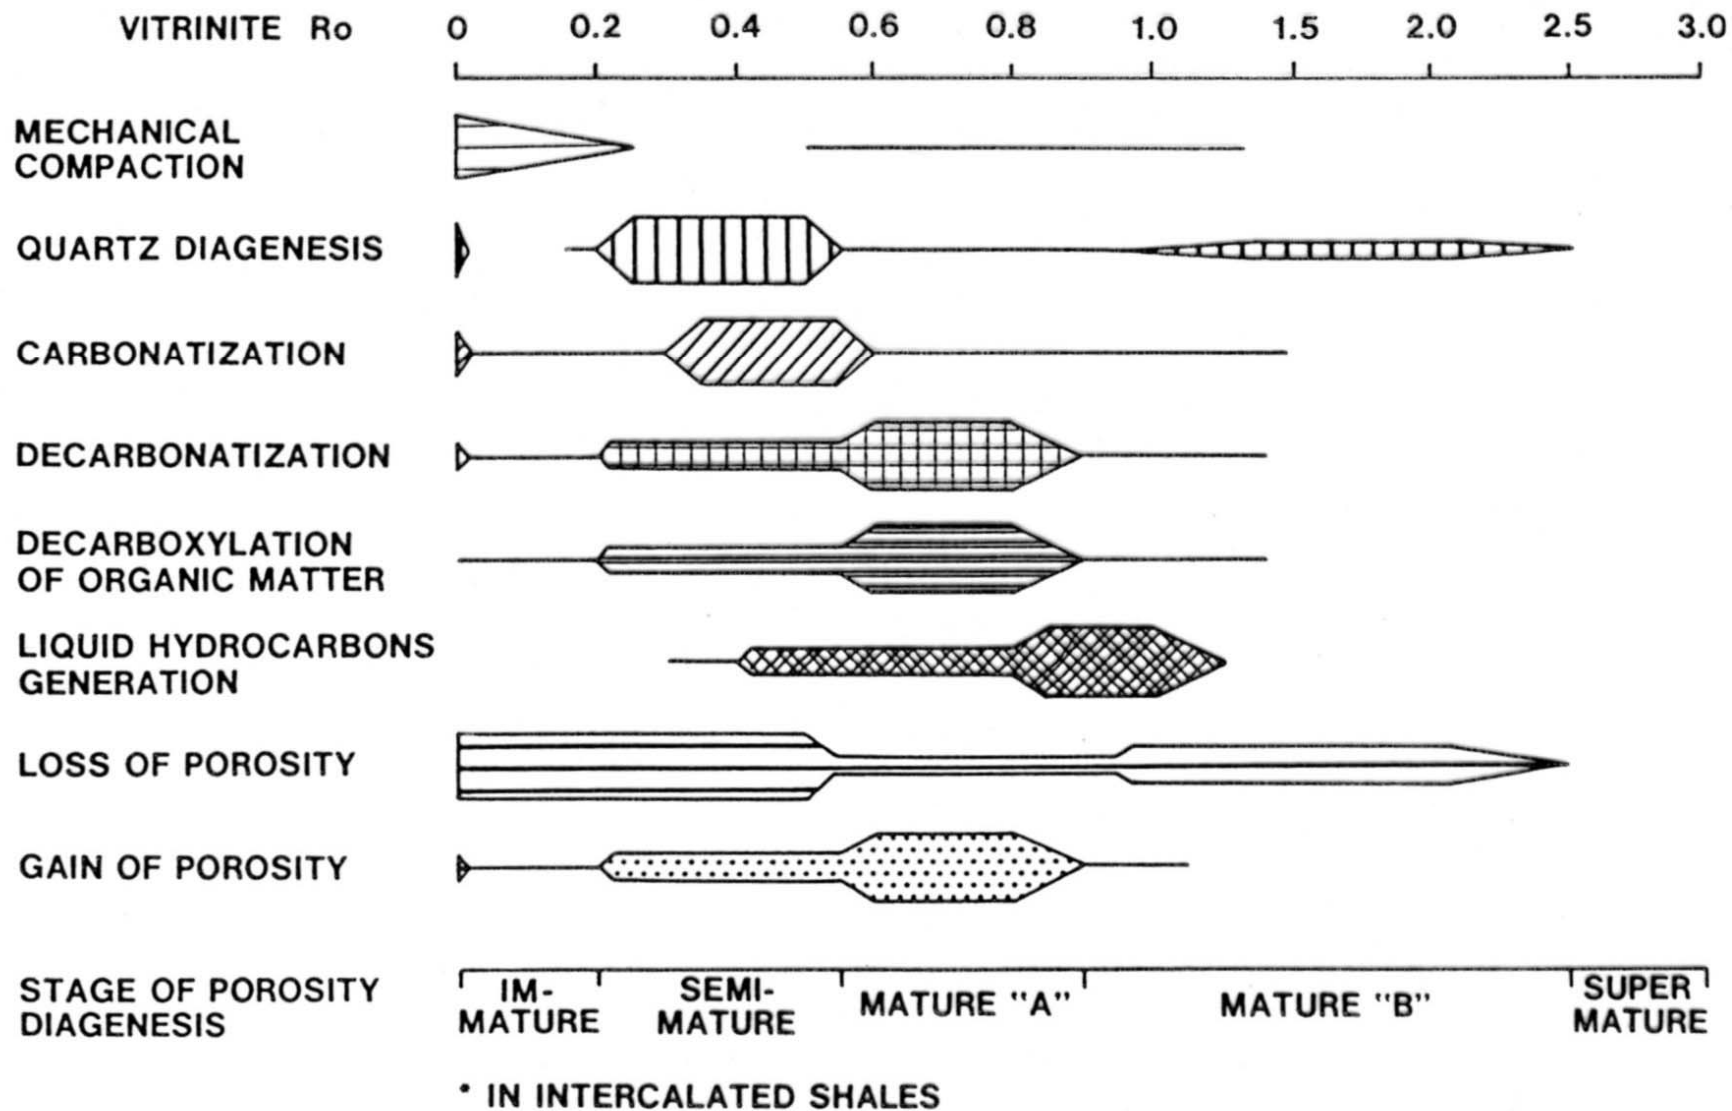 VITRINITE Ro 0 0.2 0.4 0.6 0.8 1.0 1.5 2.0 2.5 3.0
MECHANICAL
COMPACTION
QUARTZ DIAGENESIS
CARBONATIZATION
DECARBONATIZATION
DECARBOXYLATION
OF ORGANIC MATTER
LIQUID HYDROCARBONS
GENERATION
LOSS OF POROSITY
GAIN OF POROSITY
STAGE OF POROSITY
DIAGENESIS
IM-
MATURE
SEMI-
MATURE
MATURE "A"
MATURE "B"
SUPER
MATURE
* IN INTERCALATED SHALES